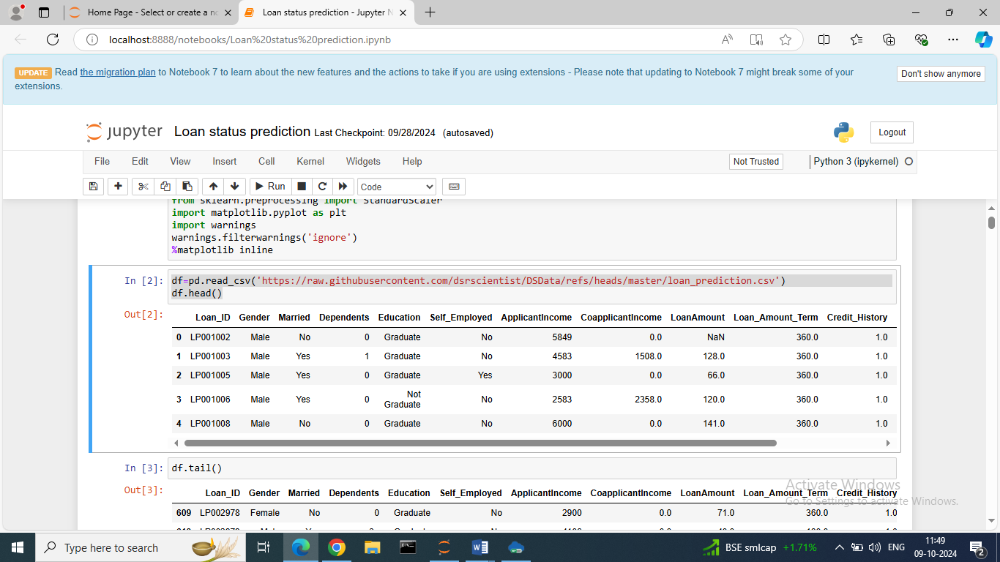 Home Page - Select or create a n
Loan status prediction - Jupyter N
localhost:8888/notebooks/Loan%20status%20prediction.ipynb
UPDATE Read the migration plan to Notebook 7 to learn about the new features and the actions to take if you are using extensions - Please note that updating to Notebook 7 might break some of your
extensions.
Don't show anymore
jupyter Loan status prediction Last Checkpoint: 09/28/2024 (autosaved)
Logout
File Edit View Insert Cell Kernel Widgets Help
Not Trusted Python 3 (ipykernel)
Run Code
from sklearn.preprocessing import StandardScaler
import matplotlib.pyplot as plt
import warnings
warnings.filterwarnings('ignore')
%matplotlib inline
In [2]: df=pd.read_csv('https://raw.githubusercontent.com/dsrscientist/DSData/refs/heads/master/loan_prediction.csv')
df.head()
Out[2]:
Loan_ID Gender Married Dependents Education Self_Employed ApplicantIncome CoapplicantIncome LoanAmount Loan_Amount_Term Credit_History
0 LP001002 Male No 0 Graduate No 5849 0.0 NaN 360.0 1.0
1 LP001003 Male Yes 1 Graduate No 4583 1508.0 128.0 360.0 1.0
2 LP001005 Male Yes 0 Graduate Yes 3000 0.0 66.0 360.0 1.0
3 LP001006 Male Yes 0 Not Graduate No 2583 2358.0 120.0 360.0 1.0
4 LP001008 Male No 0 Graduate No 6000 0.0 141.0 360.0 1.0
In [3]: df.tail()
Out[3]:
Loan_ID Gender Married Dependents Education Self_Employed ApplicantIncome CoapplicantIncome LoanAmount Loan_Amount_Term Credit_History
609 LP002978 Female No 0 Graduate No 2900 0.0 71.0 360.0 1.0
Activate Windows
Go to Settings to activate Windows.
Type here to search
BSE smlcap +1.71%
ENG
11:49
09-10-2024
2